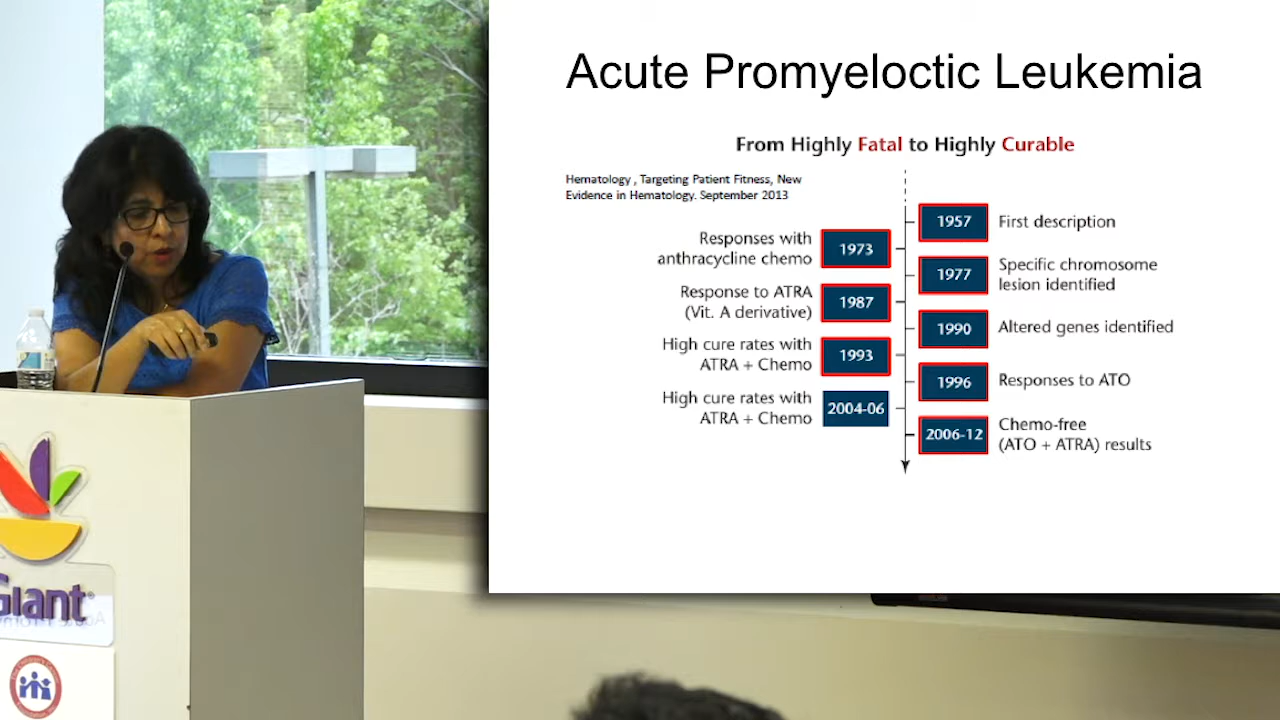 Acute Promyeloctic Leukemia
From Highly Fatal to Highly Curable
Hematology , Targeting Patient Fitness, New
Evidence in Hematology. September 2013
1957
First description
Responses with
anthracycline chemo
1973
1977
Specific chromosome
lesion identified
Response to ATRA
(Vit. A derivative)
1987
1990
Altered genes identified
High cure rates with
ATRA + Chemo
1993
1996
Responses to ATO
High cure rates with
ATRA + Chemo
2004-06
2006-12
Chemo-free
(ATO + ATRA) results
Giant